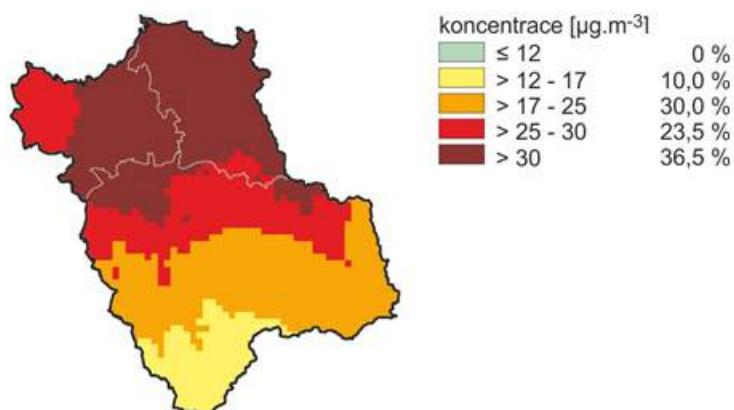 koncentrace [µg.m-3]
≤ 12 0 %
> 12 - 17 10,0 %
> 17 - 25 30,0 %
> 25 - 30 23,5 %
> 30 36,5 %